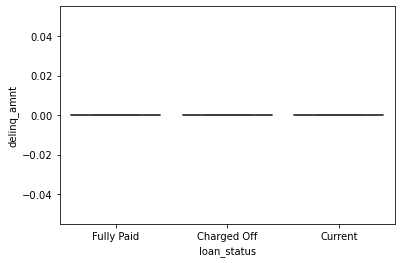 0.04
0.02
0.00
−0.02
−0.04
delinq_amnt
Fully Paid
Charged Off
Current
loan_status